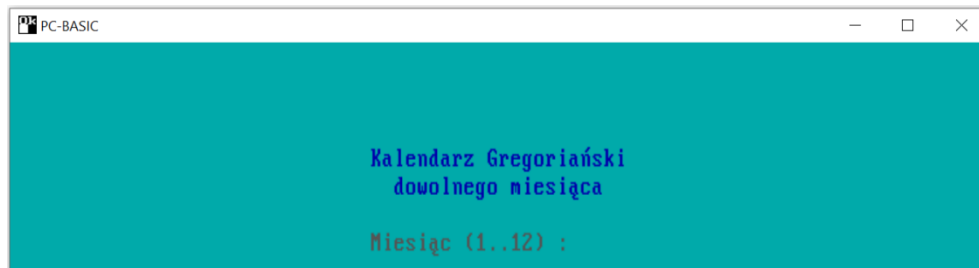 PC-BASIC
Kalendarz Gregoriański
dowolnego miesiąca
Miesiąc (1..12) :